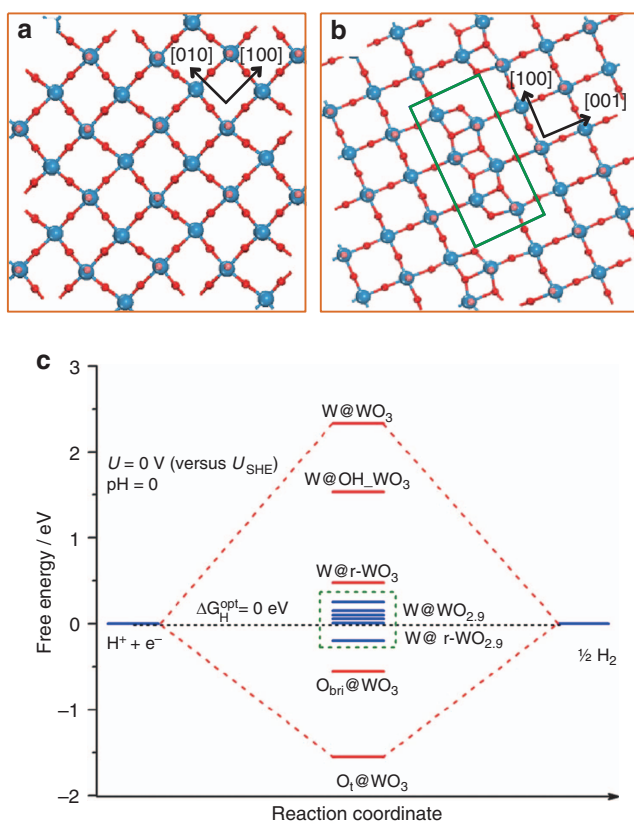 a
[010]
[100]
b
[100]
[001]
c
3
2
1
0
−1
−2
Free energy / eV
U = 0 V (versus U_SHE)
pH = 0
W@WO₃
W@OH_WO₃
W@r-WO₃
ΔG_H^opt = 0 eV
W@WO₂.₉
H⁺ + e⁻
W@ r-WO₂.₉
½ H₂
O_bri@WO₃
O_t@WO₃
Reaction coordinate